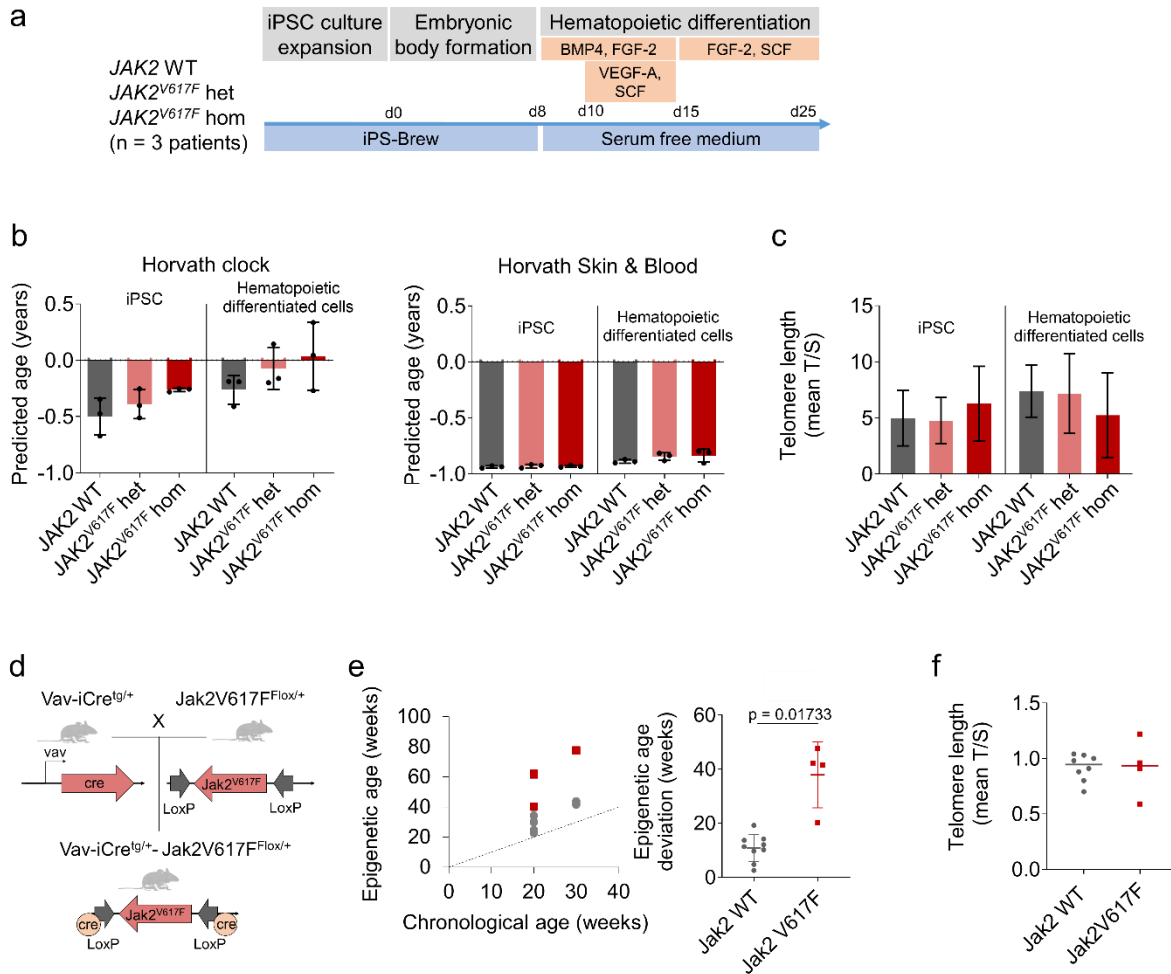 a
iPSC culture expansion
Embryonic body formation
Hematopoietic differentiation
BMP4, FGF-2
FGF-2, SCF
VEGF-A, SCF
JAK2 WT
JAK2V617F het
JAK2V617F hom
(n = 3 patients)
d0
d8
d10
d15
d25
iPS-Brew
Serum free medium
b
Horvath clock
iPSC
Hematopoietic differentiated cells
Predicted age (years)
0.5
0.0
-0.5
-1.0
JAK2 WT
JAK2V617F het
JAK2V617F hom
JAK2 WT
JAK2V617F het
JAK2V617F hom
Horvath Skin & Blood
iPSC
Hematopoietic differentiated cells
Predicted age (years)
0.5
0.0
-0.5
-1.0
JAK2 WT
JAK2V617F het
JAK2V617F hom
JAK2 WT
JAK2V617F het
JAK2V617F hom
c
iPSC
Hematopoietic differentiated cells
Telomere length (mean T/S)
15
10
5
0
JAK2 WT
JAK2V617F het
JAK2V617F hom
JAK2 WT
JAK2V617F het
JAK2V617F hom
d
Vav-iCretg/+
Jak2V617FFlox/+
X
vav
cre
Jak2V617F
LoxP
LoxP
Vav-iCretg/+- Jak2V617FFlox/+
cre
Jak2V617F
cre
LoxP
LoxP
e
Epigenetic age (weeks)
100
80
60
40
20
0
0
10
20
30
40
Chronological age (weeks)
Epigenetic age deviation (weeks)
p = 0.01733
60
40
20
0
Jak2 WT
Jak2 V617F
f
Telomere length (mean T/S)
1.5
1.0
0.5
0.0
Jak2 WT
Jak2V617F